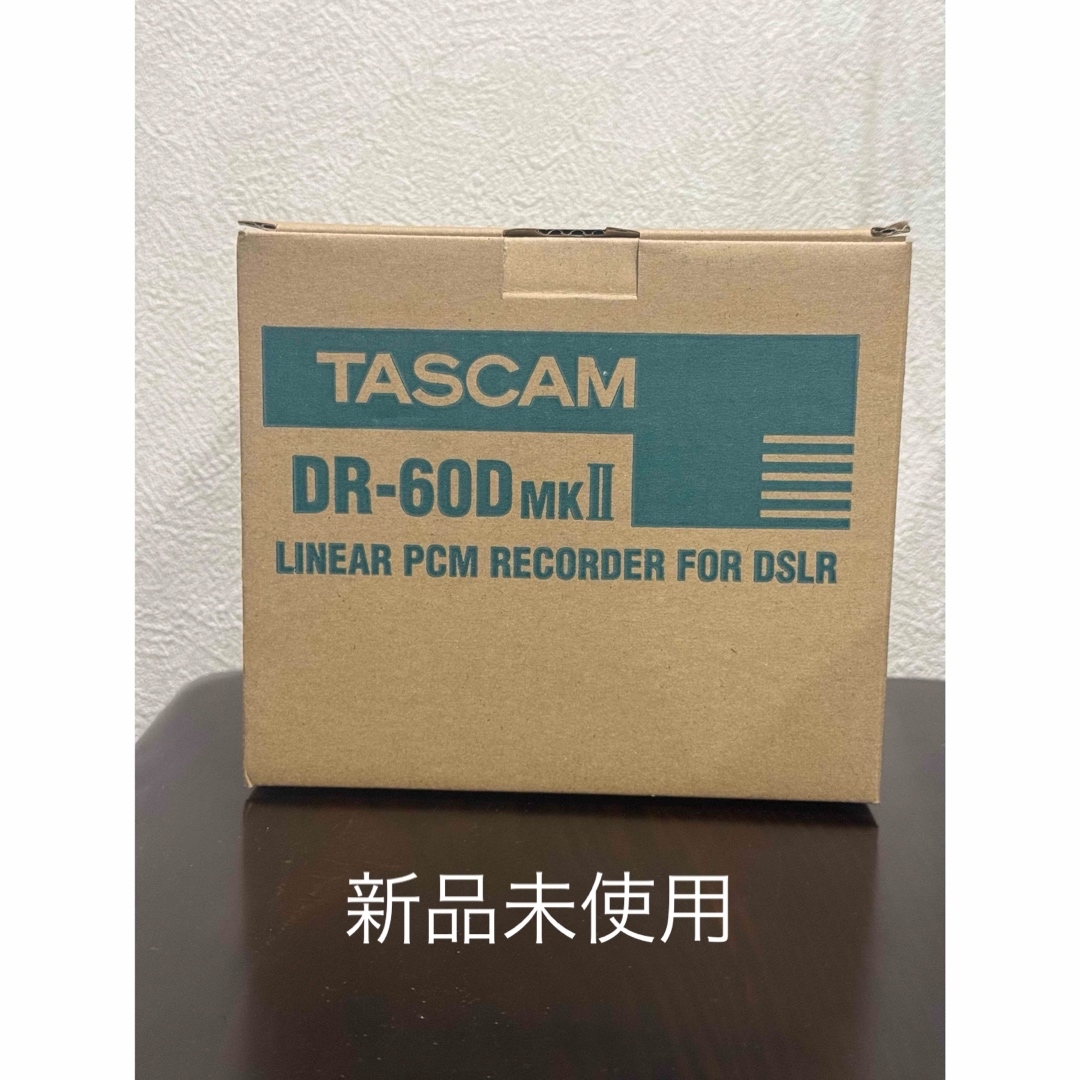 TASCAM
DR-60D MKⅡ
LINEAR PCM RECORDER FOR DSLR
新品未使用